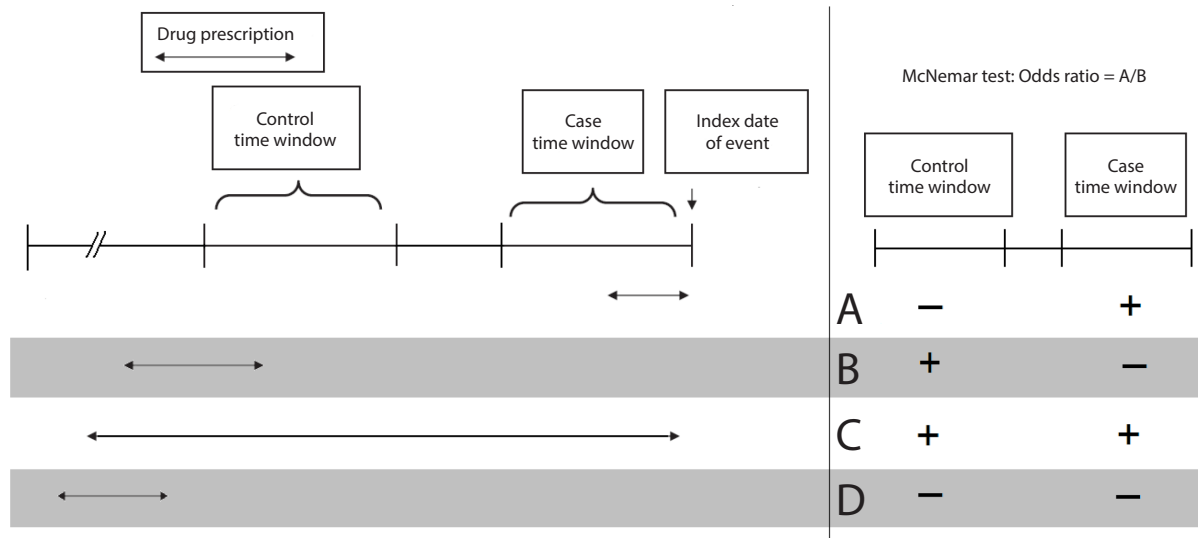 Drug prescription
Control
time window
Case
time window
Index date
of event
McNemar test: Odds ratio = A/B
Control
time window
Case
time window
A − +
B + −
C + +
D − −